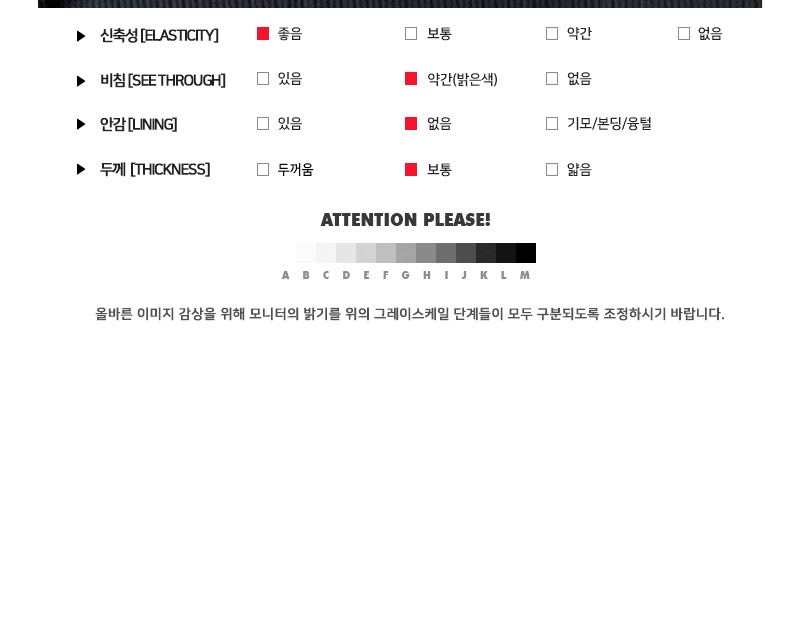 ▶ 신축성 [ELASTICITY] 좋음 보통 약간 없음
▶ 비침 [SEE THROUGH] 있음 약간(밝은색) 없음
▶ 안감 [LINING] 있음 없음 기모/본딩/융털
▶ 두께 [THICKNESS] 두꺼움 보통 얇음
ATTENTION PLEASE!
A B C D E F G H I J K L M
올바른 이미지 감상을 위해 모니터의 밝기를 위의 그레이스케일 단계들이 모두 구분되도록 조정하시기 바랍니다.